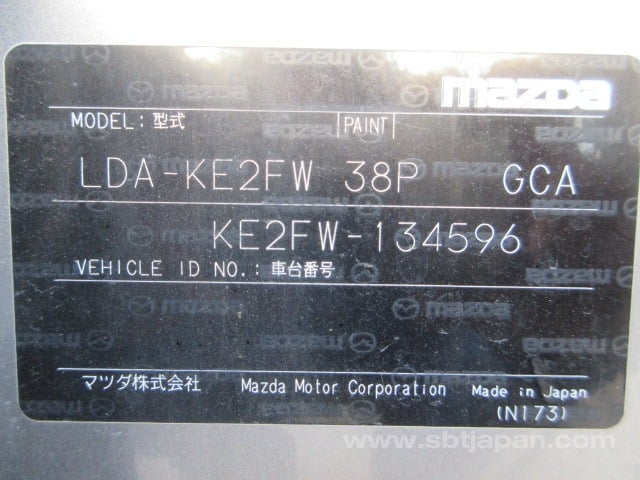 mazda
MODEL: 型式 PAINT
LDA-KE2FW 38P GCA
KE2FW-134596
VEHICLE ID NO.: 車台番号
マツダ株式会社 Mazda Motor Corporation Made in Japan
(N173)
www.sbtjapan.com